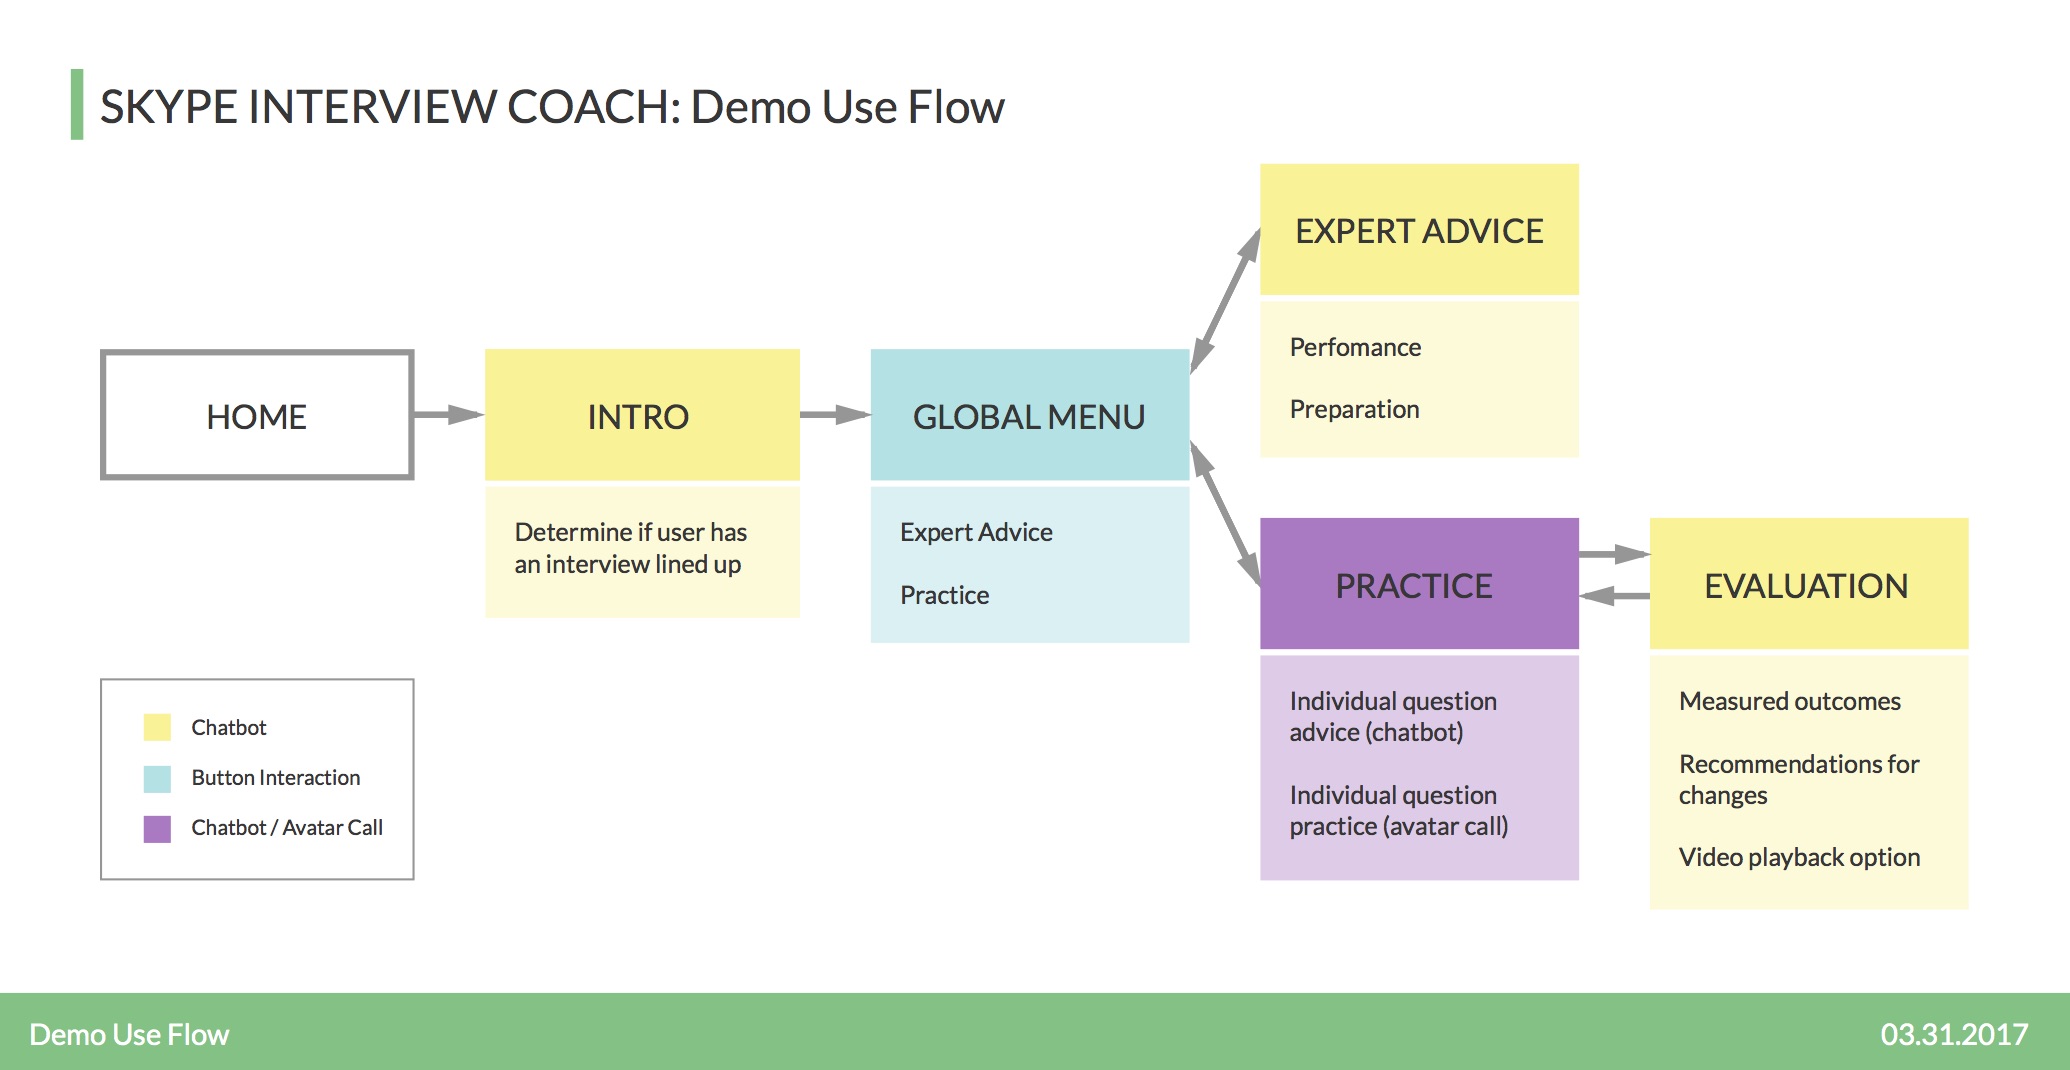 SKYPE INTERVIEW COACH: Demo Use Flow
HOME
INTRO
Determine if user has
an interview lined up
GLOBAL MENU
Expert Advice
Practice
EXPERT ADVICE
Perfomance
Preparation
PRACTICE
Individual question
advice (chatbot)
Individual question
practice (avatar call)
EVALUATION
Measured outcomes
Recommendations for
changes
Video playback option
Chatbot
Button Interaction
Chatbot / Avatar Call
Demo Use Flow
03.31.2017